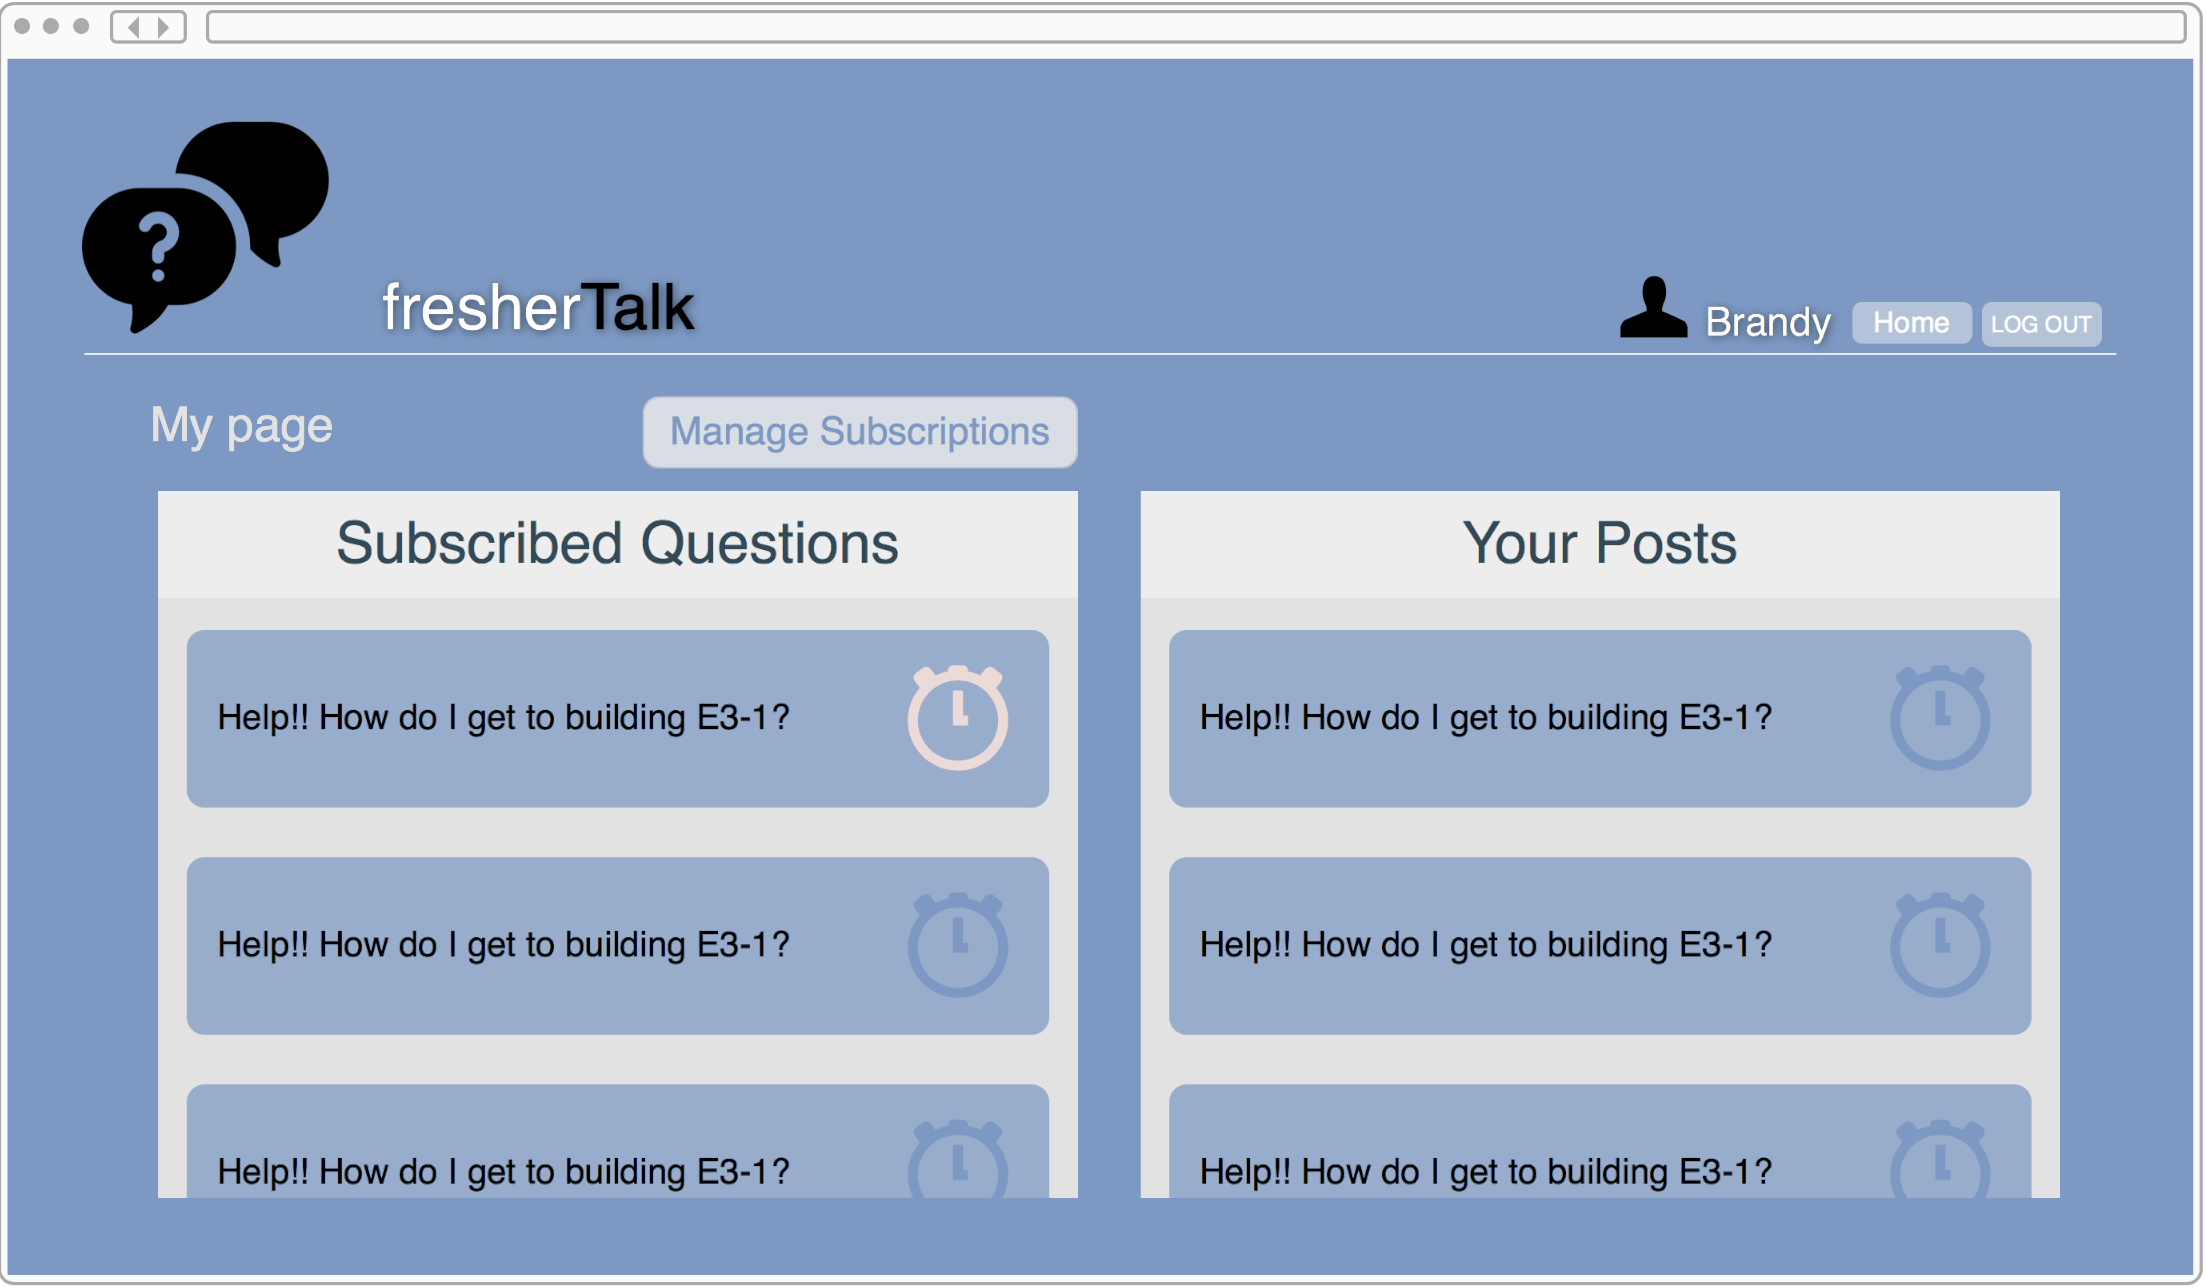 ?
fresherTalk
Brandy Home LOG OUT
My page
Manage Subscriptions
Subscribed Questions
Help!! How do I get to building E3-1?
Help!! How do I get to building E3-1?
Help!! How do I get to building E3-1?
Your Posts
Help!! How do I get to building E3-1?
Help!! How do I get to building E3-1?
Help!! How do I get to building E3-1?